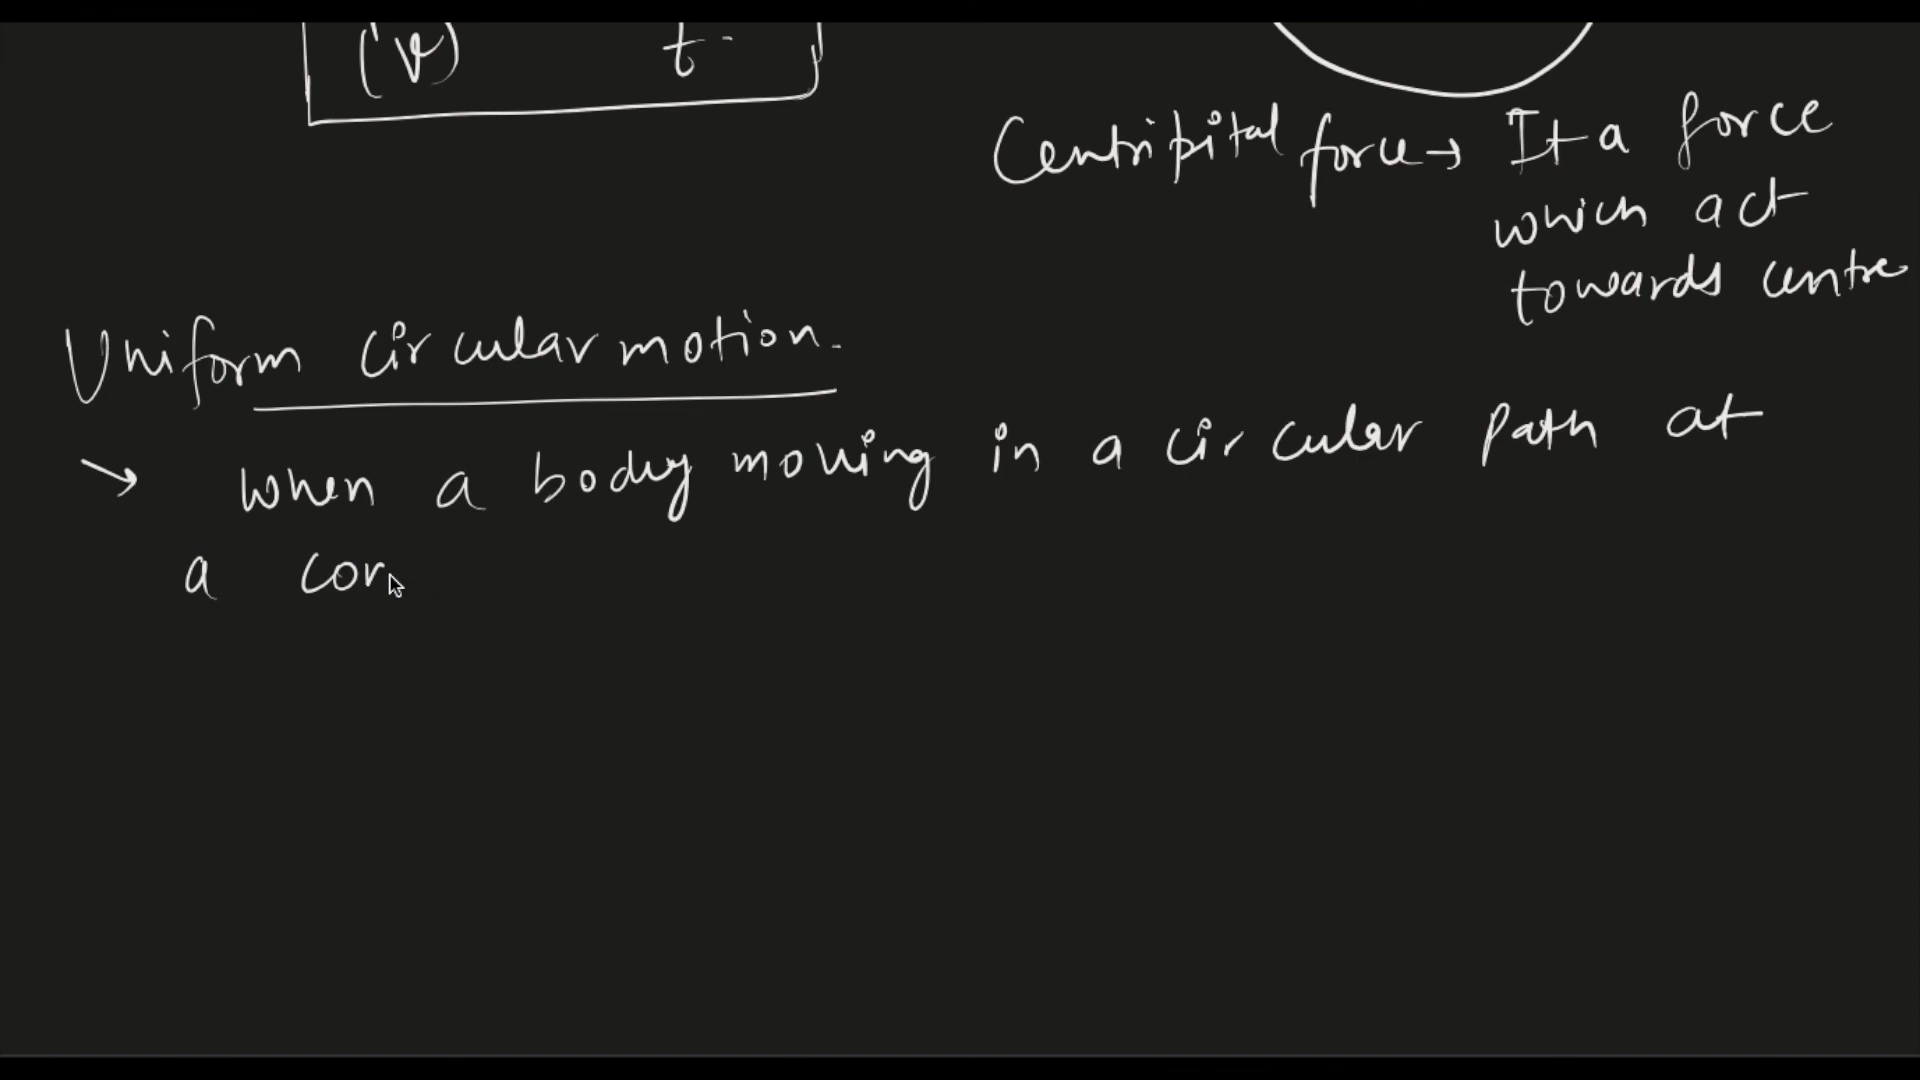 (v) t
Centripital force → It a force
which act
towards centre
Uniform circular motion.
→ when a body moving in a circular path at
a con